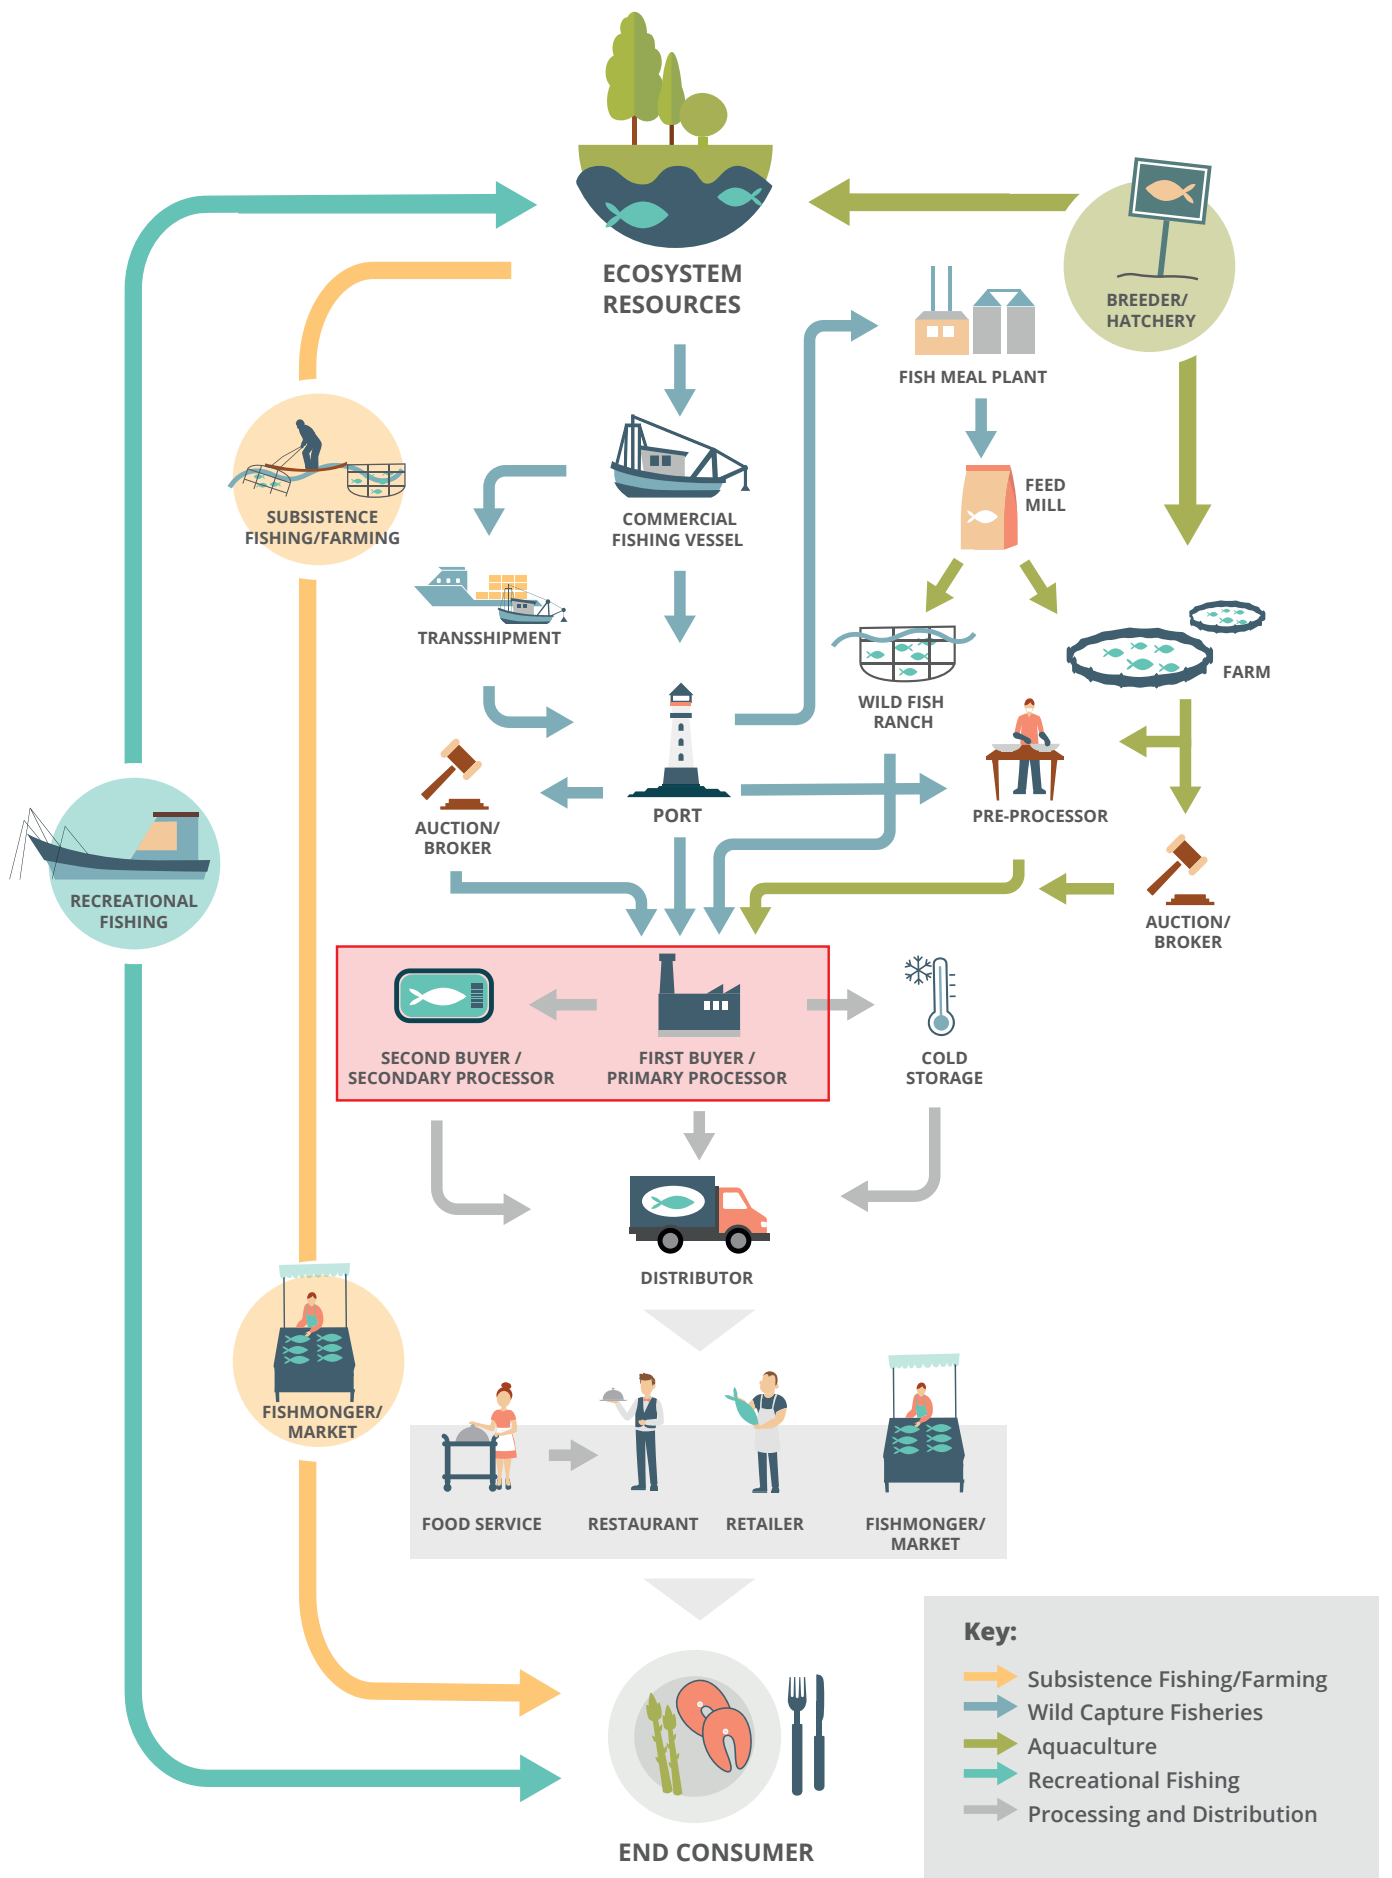 ECOSYSTEM
RESOURCES
BREEDER/
HATCHERY
FISH MEAL PLANT
FEED
MILL
SUBSISTENCE
FISHING/FARMING
COMMERCIAL
FISHING VESSEL
TRANSSHIPMENT
FARM
WILD FISH
RANCH
PORT
PRE-PROCESSOR
AUCTION/
BROKER
RECREATIONAL
FISHING
AUCTION/
BROKER
SECOND BUYER /
SECONDARY PROCESSOR
FIRST BUYER /
PRIMARY PROCESSOR
COLD
STORAGE
DISTRIBUTOR
FISHMONGER/
MARKET
FOOD SERVICE
RESTAURANT
RETAILER
FISHMONGER/
MARKET
Key:
Subsistence Fishing/Farming
Wild Capture Fisheries
Aquaculture
Recreational Fishing
Processing and Distribution
END CONSUMER